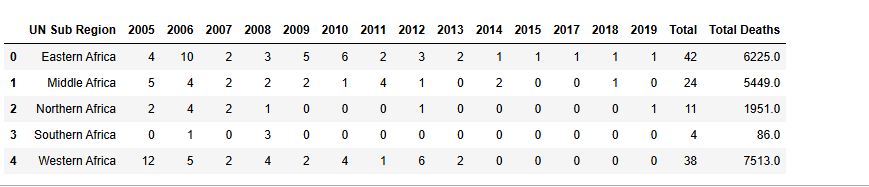 UN Sub Region 2005 2006 2007 2008 2009 2010 2011 2012 2013 2014 2015 2017 2018 2019 Total Total Deaths
0 Eastern Africa 4 10 2 3 5 6 2 3 2 1 1 1 1 1 42 6225.0
1 Middle Africa 5 4 2 2 2 1 4 1 0 2 0 0 1 0 24 5449.0
2 Northern Africa 2 4 2 1 0 0 0 1 0 0 0 0 0 1 11 1951.0
3 Southern Africa 0 1 0 3 0 0 0 0 0 0 0 0 0 0 4 86.0
4 Western Africa 12 5 2 4 2 4 1 6 2 0 0 0 0 0 38 7513.0